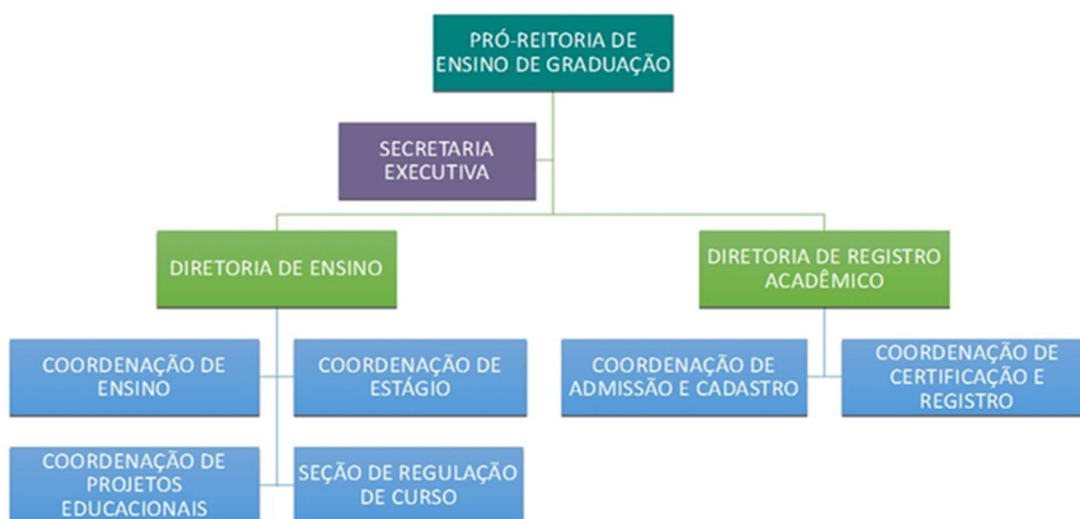 PRÓ-REITORIA DE
ENSINO DE GRADUAÇÃO
SECRETARIA
EXECUTIVA
DIRETORIA DE ENSINO
DIRETORIA DE REGISTRO
ACADÊMICO
COORDENAÇÃO DE
ENSINO
COORDENAÇÃO DE
ESTÁGIO
COORDENAÇÃO DE
ADMISSÃO E CADASTRO
COORDENAÇÃO DE
CERTIFICAÇÃO E
REGISTRO
COORDENAÇÃO DE
PROJETOS
EDUCACIONAIS
SEÇÃO DE REGULAÇÃO
DE CURSO